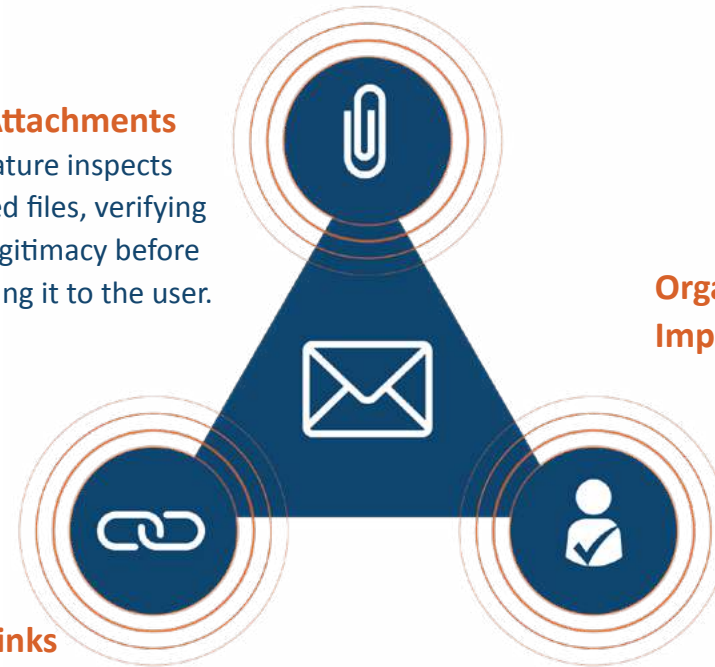 Attachments
ature inspects
ed files, verifying
gitimacy before
ing it to the user.
Orga
Imp
inks